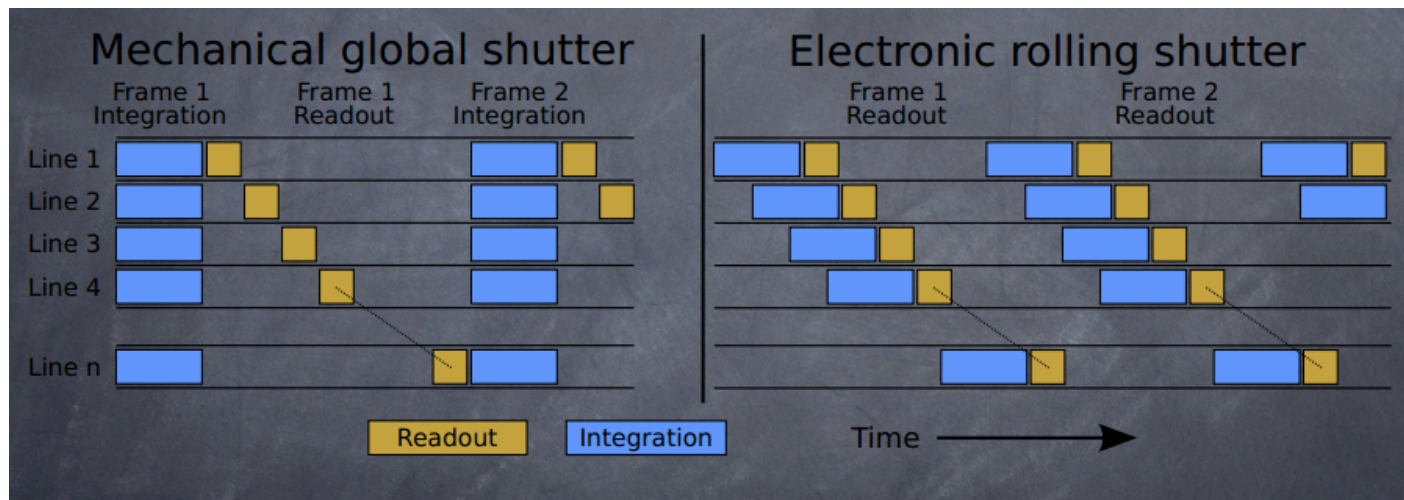 Mechanical global shutter
Frame 1
Integration
Frame 1
Readout
Frame 2
Integration
Line 1
Line 2
Line 3
Line 4
Line n
Electronic rolling shutter
Frame 1
Readout
Frame 2
Readout
Readout
Integration
Time